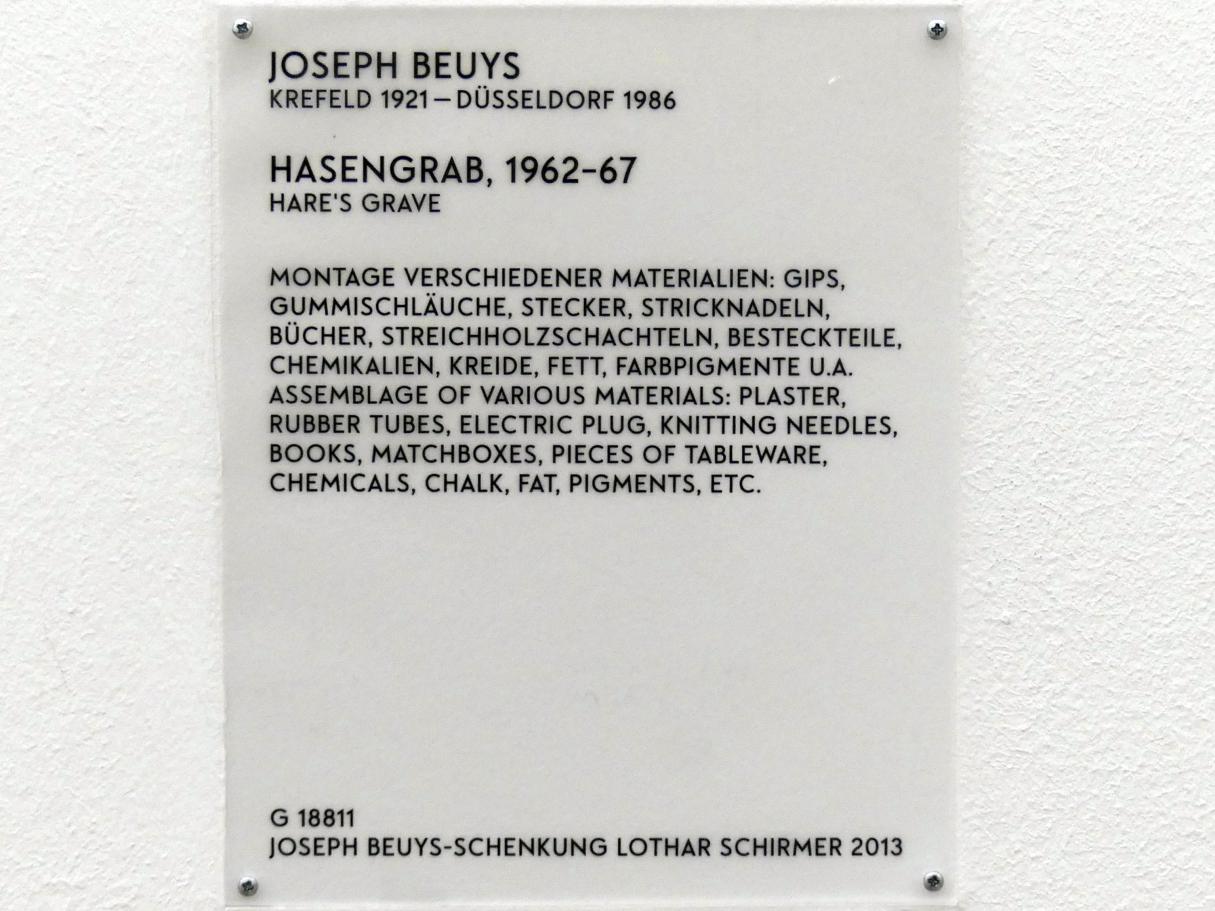 JOSEPH BEUYS
KREFELD 1921 – DÜSSELDORF 1986
HASENGRAB, 1962–67
HARE'S GRAVE
MONTAGE VERSCHIEDENER MATERIALIEN: GIPS,
GUMMISCHLÄUCHE, STECKER, STRICKNADELN,
BÜCHER, STREICHHOLZSCHACHTELN, BESTECKTEILE,
CHEMIKALIEN, KREIDE, FETT, FARBPIGMENTE U.A.
ASSEMBLAGE OF VARIOUS MATERIALS: PLASTER,
RUBBER TUBES, ELECTRIC PLUG, KNITTING NEEDLES,
BOOKS, MATCHBOXES, PIECES OF TABLEWARE,
CHEMICALS, CHALK, FAT, PIGMENTS, ETC.
G 18811
JOSEPH BEUYS-SCHENKUNG LOTHAR SCHIRMER 2013